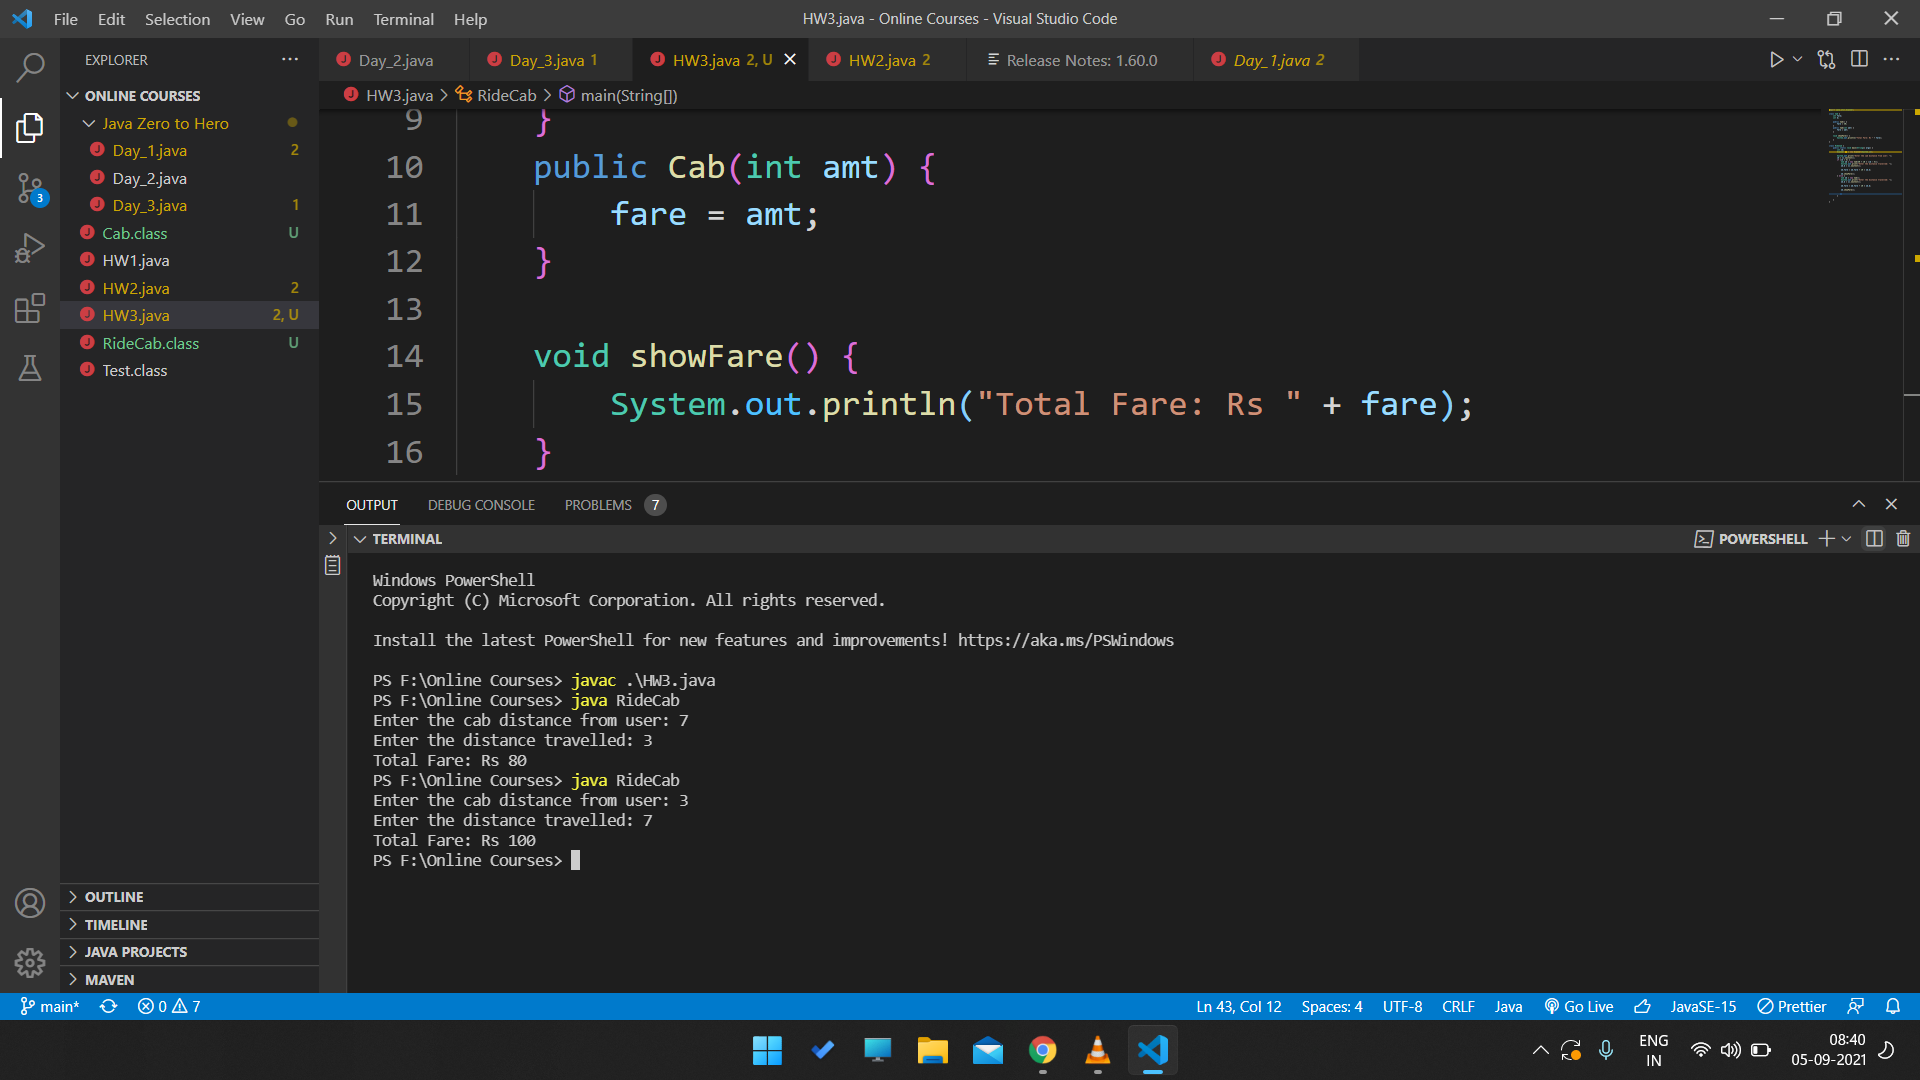 File Edit Selection View Go Run Terminal Help HW3.java - Online Courses - Visual Studio Code
EXPLORER
Day_2.java Day_3.java 1 HW3.java 2, U HW2.java 2 Release Notes: 1.60.0 Day_1.java 2
HW3.java > RideCab > main(String[])
ONLINE COURSES
Java Zero to Hero
Day_1.java 2
Day_2.java
Day_3.java 1
Cab.class U
HW1.java
HW2.java 2
HW3.java 2, U
RideCab.class U
Test.class
3
9 }
10 public Cab(int amt) {
11 fare = amt;
12 }
13
14 void showFare() {
15 System.out.println("Total Fare: Rs " + fare);
16 }
OUTPUT DEBUG CONSOLE PROBLEMS 7
TERMINAL POWERSHELL
Windows PowerShell
Copyright (C) Microsoft Corporation. All rights reserved.
Install the latest PowerShell for new features and improvements! https://aka.ms/PSWindows
PS F:\Online Courses> javac .\HW3.java
PS F:\Online Courses> java RideCab
Enter the cab distance from user: 7
Enter the distance travelled: 3
Total Fare: Rs 80
PS F:\Online Courses> java RideCab
Enter the cab distance from user: 3
Enter the distance travelled: 7
Total Fare: Rs 100
PS F:\Online Courses>
OUTLINE
TIMELINE
JAVA PROJECTS
MAVEN
main* 0 7 Ln 43, Col 12 Spaces: 4 UTF-8 CRLF Java Go Live JavaSE-15 Prettier
ENG
IN
08:40
05-09-2021